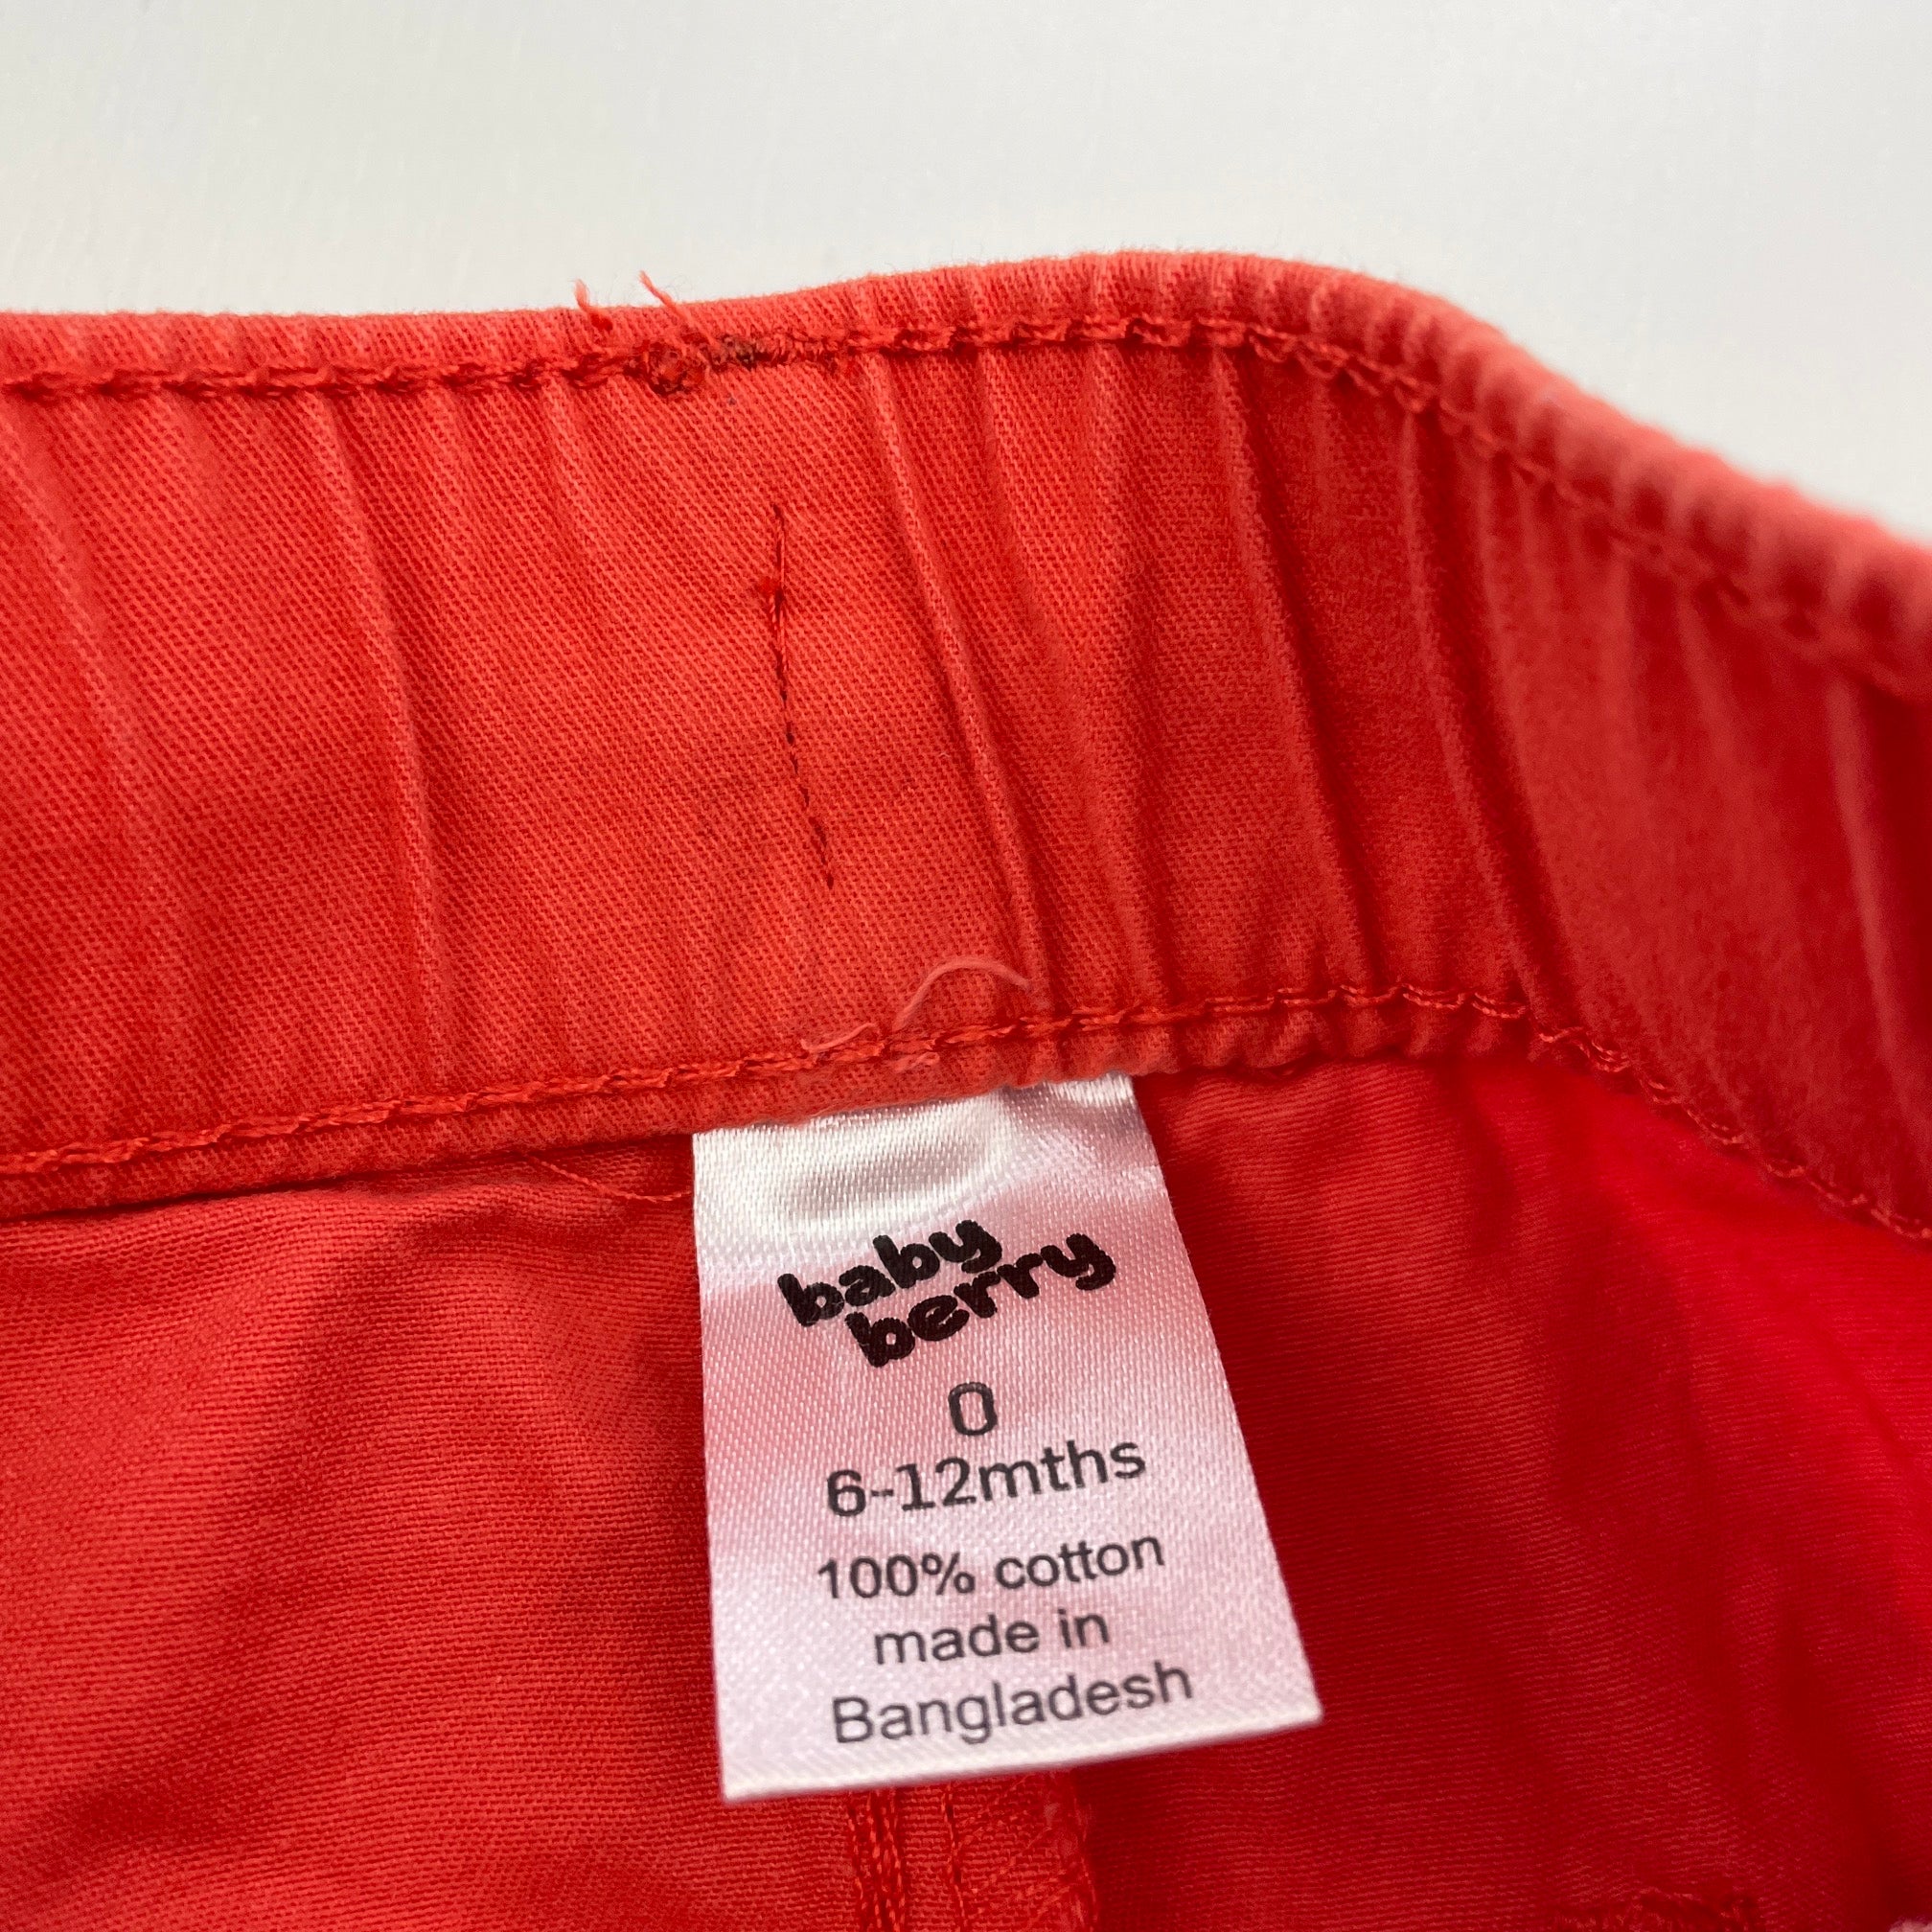 baby
berry
0
6-12mths
100% cotton
made in
Bangladesh